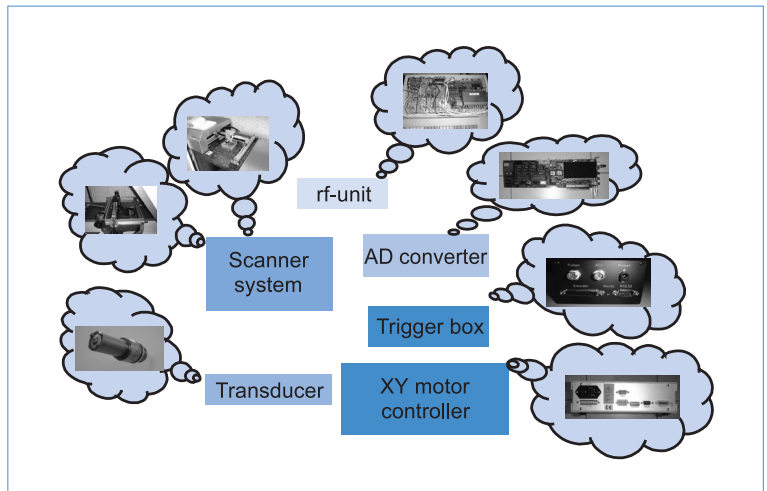 rf-unit
Scanner
system
AD converter
Trigger box
Transducer
XY motor
controller